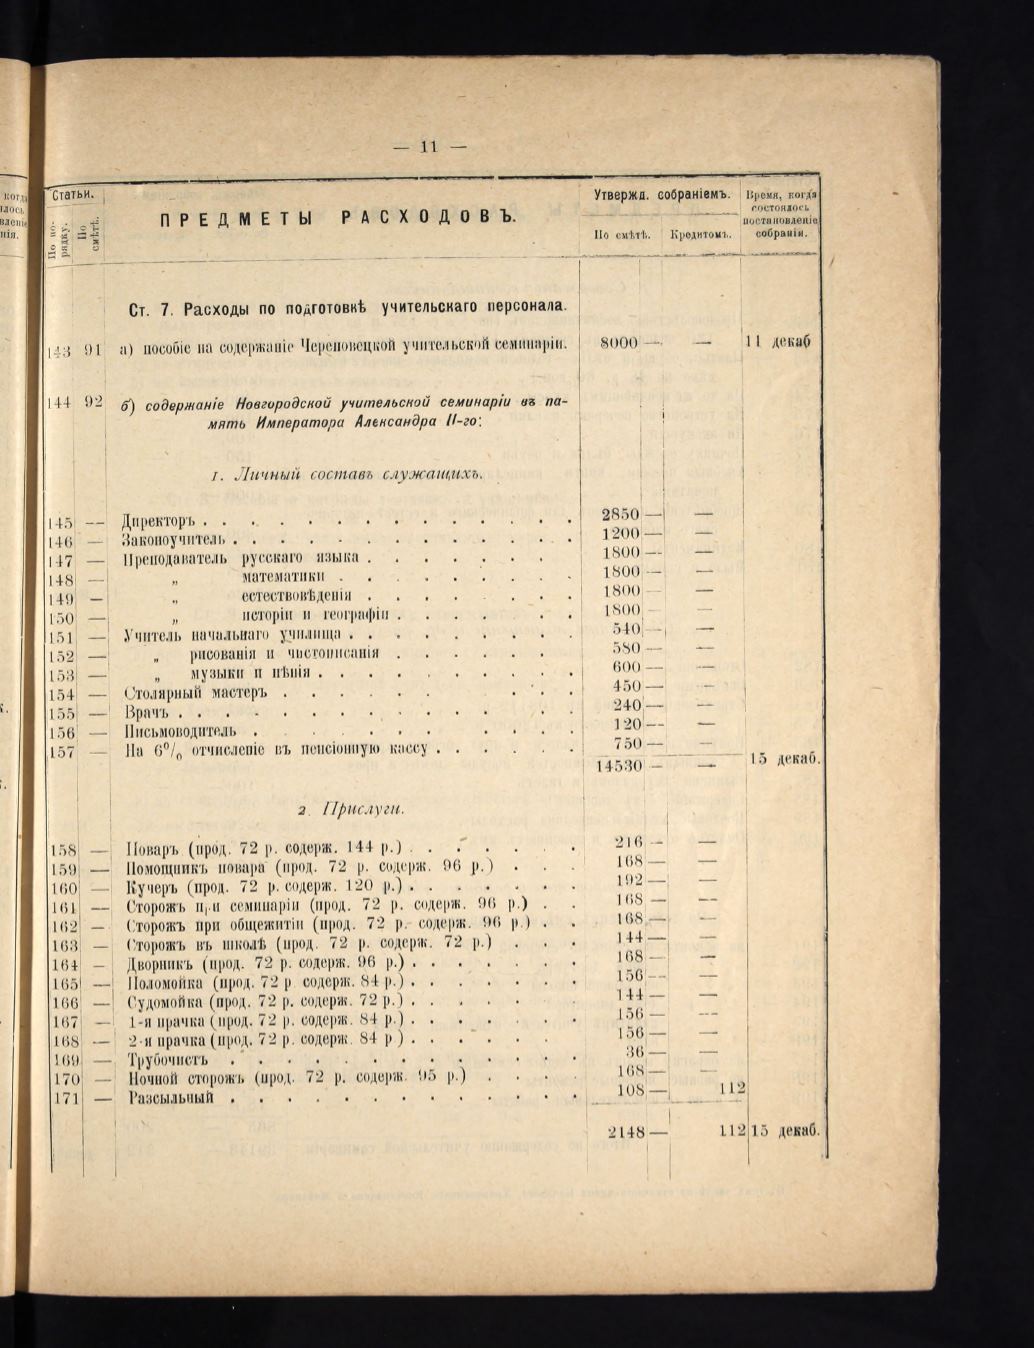 — 11 —
Статьи.
По порядку.
По смѣтѣ.
ПРЕДМЕТЫ РАСХОДОВЪ.
Утвержд. собраніемъ.
По смѣтѣ. Кредитомъ.
Время, когда
состоялось
постановленіе
собранія.
Ст. 7. Расходы по подготовкѣ учительскаго персонала.
143 91 а) пособіе на содержаніе Череповецкой учительской семинаріи. 8000 — — 11 декаб
144 92 б) содержаніе Новгородской учительской семинаріи въ па-
мять Императора Александра II-го:
1. Личный составъ служащихъ.
145 — Директоръ . . . . . . . . . . . . . . 2850 — —
146 — Законоучитель . . . . . . . . . . . . . 1200 — —
147 — Преподаватель русскаго языка . . . . . . . 1800 — —
148 — „ математики . . . . . . . . . 1800 — —
149 — „ естествовѣденія . . . . . . . . 1800 — —
150 — „ исторіи и географіи . . . . . . 1800 — —
151 — Учитель начальнаго училища . . . . . . . . . 540 — —
152 — „ рисованія и чистописанія . . . . . . 580 — —
153 — „ музыки и пѣнія . . . . . . . . . . 600 — —
154 — Столярный мастеръ . . . . . . . . . 450 — —
155 — Врачъ . . . . . . . . . . . . . . 240 — —
156 — Письмоводитель . . . . . . . . . . 120 — —
157 — На 6% отчисленіе въ пенсіонную кассу . . . . . . 750 — —
14530 — — 15 декаб.
2. Прислуги.
158 — Поваръ (прод. 72 р. содерж. 144 р.) . . . . . . . 216 — —
159 — Помощникъ повара (прод. 72 р. содерж. 96 р.) . . . 168 — —
160 — Кучеръ (прод. 72 р. содерж. 120 р.) . . . . . . . 192 — —
161 — Сторожъ при семинаріи (прод. 72 р. содерж. 96 р.) . . 168 — —
162 — Сторожъ при общежитіи (прод. 72 р. содерж. 96 р.) . . 168 — —
163 — Сторожъ въ школѣ (прод. 72 р. содерж. 72 р.) . . . 144 — —
164 — Дворникъ (прод. 72 р. содерж. 96 р.) . . . . . . . 168 — —
165 — Поломойка (прод. 72 р. содерж. 84 р.) . . . . . . . 156 — —
166 — Судомойка (прод. 72 р. содерж. 72 р.) . . . . . . . 144 — —
167 — 1-я прачка (прод. 72 р. содерж. 84 р.) . . . . . . . 156 — —
168 — 2-я прачка (прод. 72 р. содерж. 84 р ) . . . . . . 156 — —
169 — Трубочистъ . . . . . . . . . . . . . 36 — —
170 — Ночной сторожъ (прод. 72 р. содерж. 95 р.) . . . . 168 — —
171 — Разсыльный . . . . . . . . . . . . . 108 — 112
2148 — 112 15 декаб.